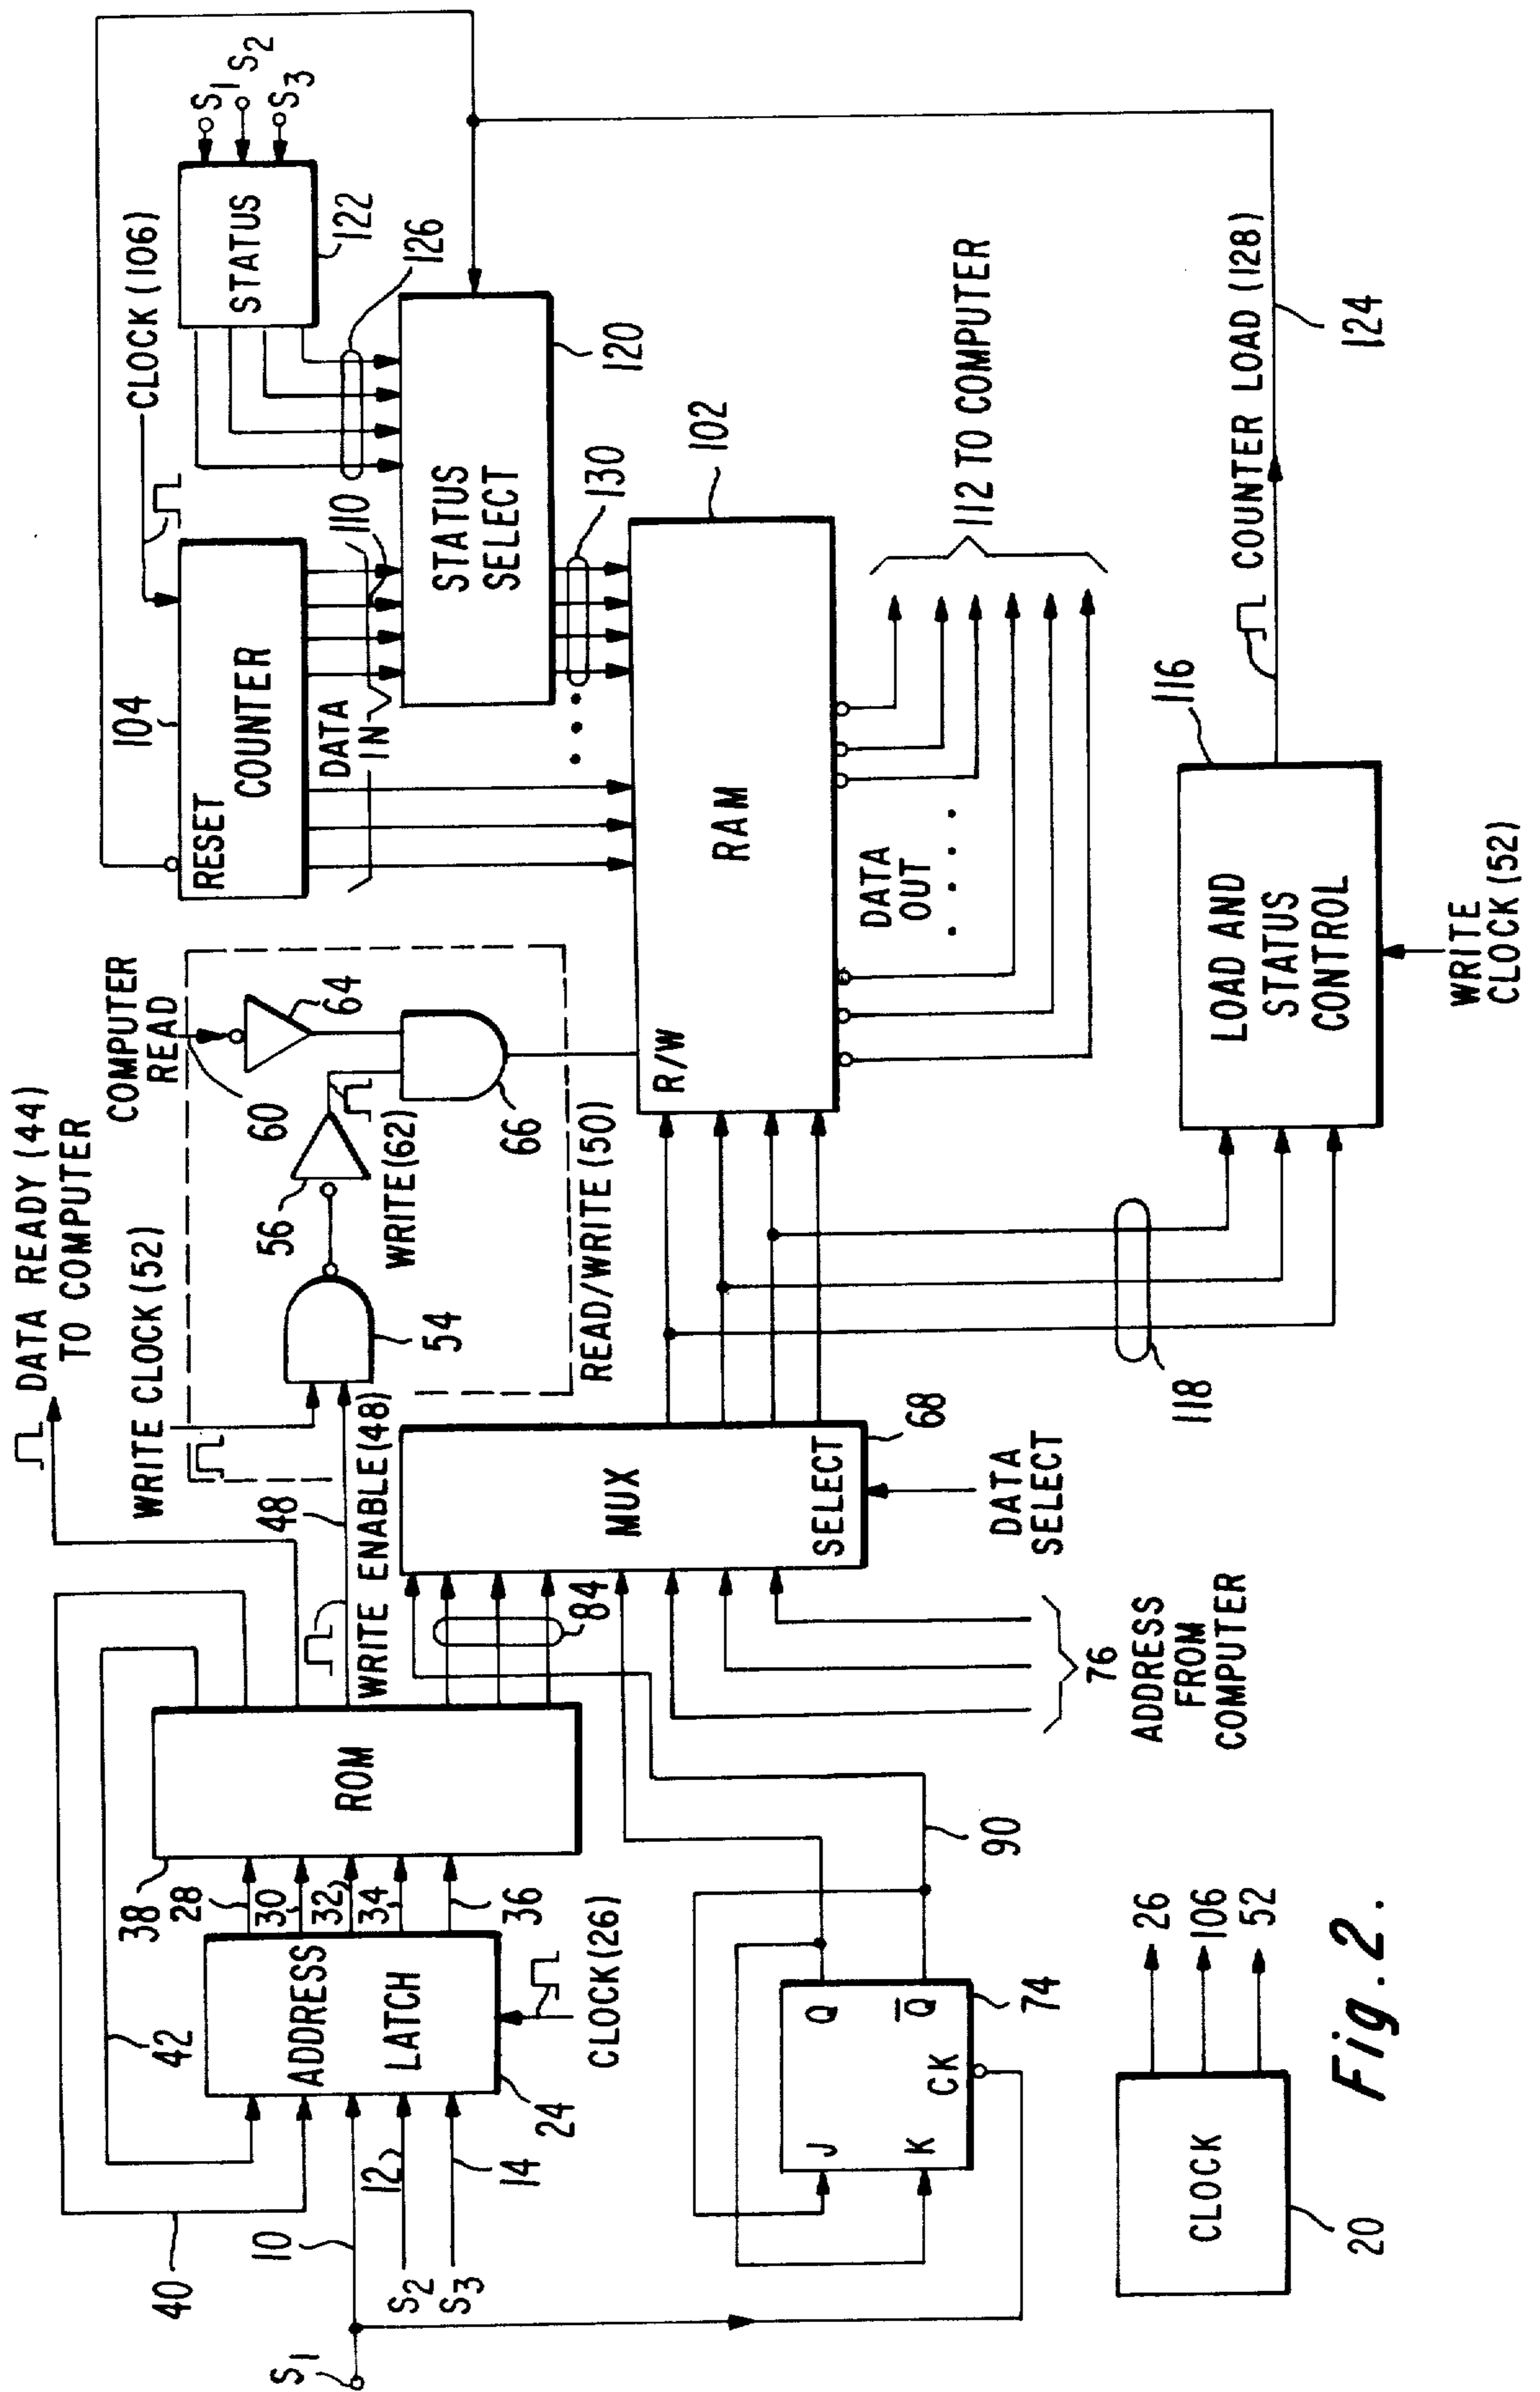 DATA READY (44)
TO COMPUTER
COMPUTER
READ
WRITE CLOCK (52)
60
64
56
54
WRITE (62)
66
READ/WRITE (50)
48
WRITE ENABLE (48)
104
RESET
COUNTER
CLOCK (106)
STATUS
122
S1
S2
S3
126
DATA
IN
110
STATUS
SELECT
120
130
40
42
38
ROM
28
30
32
34
36
ADDRESS
LATCH
24
CLOCK (26)
S1
10
12
14
S2
S3
84
MUX
SELECT
68
DATA
SELECT
76
ADDRESS
FROM
COMPUTER
R/W
RAM
102
DATA
OUT
112 TO COMPUTER
118
J
K
Q
Q̅
CK
74
90
LOAD AND
STATUS
CONTROL
116
WRITE
CLOCK (52)
COUNTER LOAD (128)
124
CLOCK
20
26
106
52
Fig. 2.